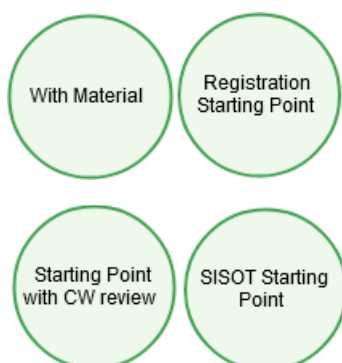 With Material
Registration
Starting Point
Starting Point
with CW review
SISOT Starting
Point